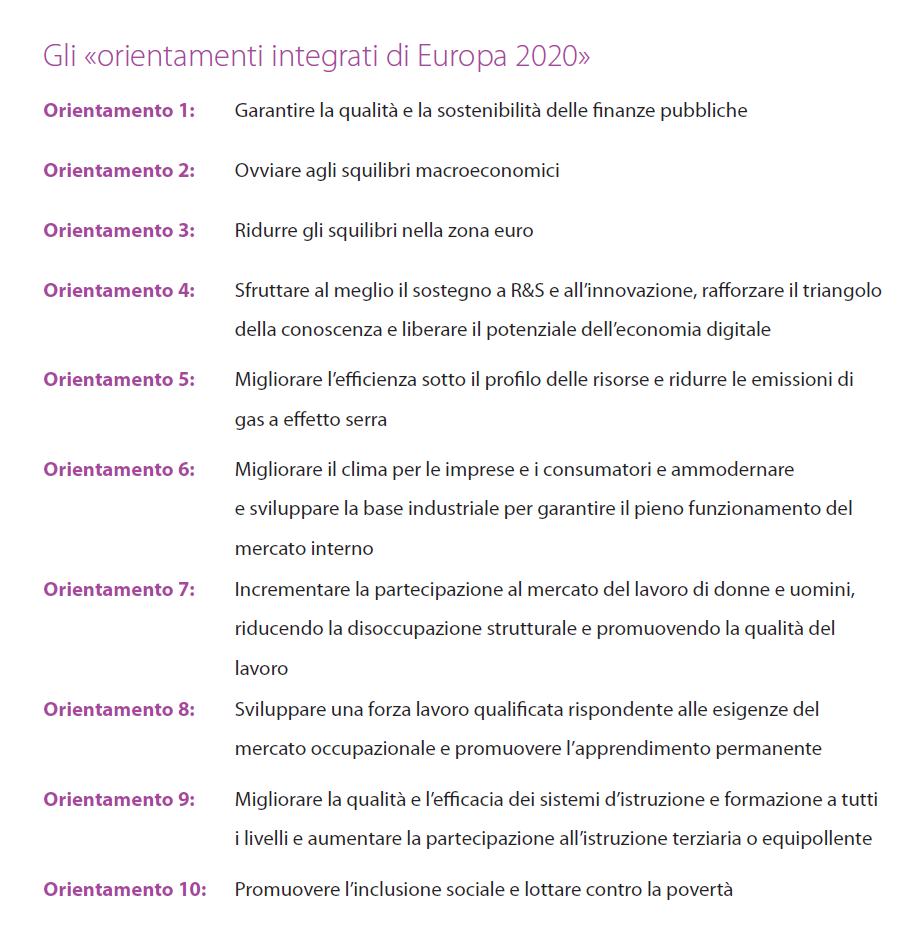 Gli «orientamenti integrati di Europa 2020»
Orientamento 1: Garantire la qualità e la sostenibilità delle finanze pubbliche
Orientamento 2: Ovviare agli squilibri macroeconomici
Orientamento 3: Ridurre gli squilibri nella zona euro
Orientamento 4: Sfruttare al meglio il sostegno a R&S e all’innovazione, rafforzare il triangolo
della conoscenza e liberare il potenziale dell’economia digitale
Orientamento 5: Migliorare l’efficienza sotto il profilo delle risorse e ridurre le emissioni di
gas a effetto serra
Orientamento 6: Migliorare il clima per le imprese e i consumatori e ammodernare
e sviluppare la base industriale per garantire il pieno funzionamento del
mercato interno
Orientamento 7: Incrementare la partecipazione al mercato del lavoro di donne e uomini,
riducendo la disoccupazione strutturale e promuovendo la qualità del
lavoro
Orientamento 8: Sviluppare una forza lavoro qualificata rispondente alle esigenze del
mercato occupazionale e promuovere l’apprendimento permanente
Orientamento 9: Migliorare la qualità e l’efficacia dei sistemi d’istruzione e formazione a tutti
i livelli e aumentare la partecipazione all’istruzione terziaria o equipollente
Orientamento 10: Promuovere l’inclusione sociale e lottare contro la povertà